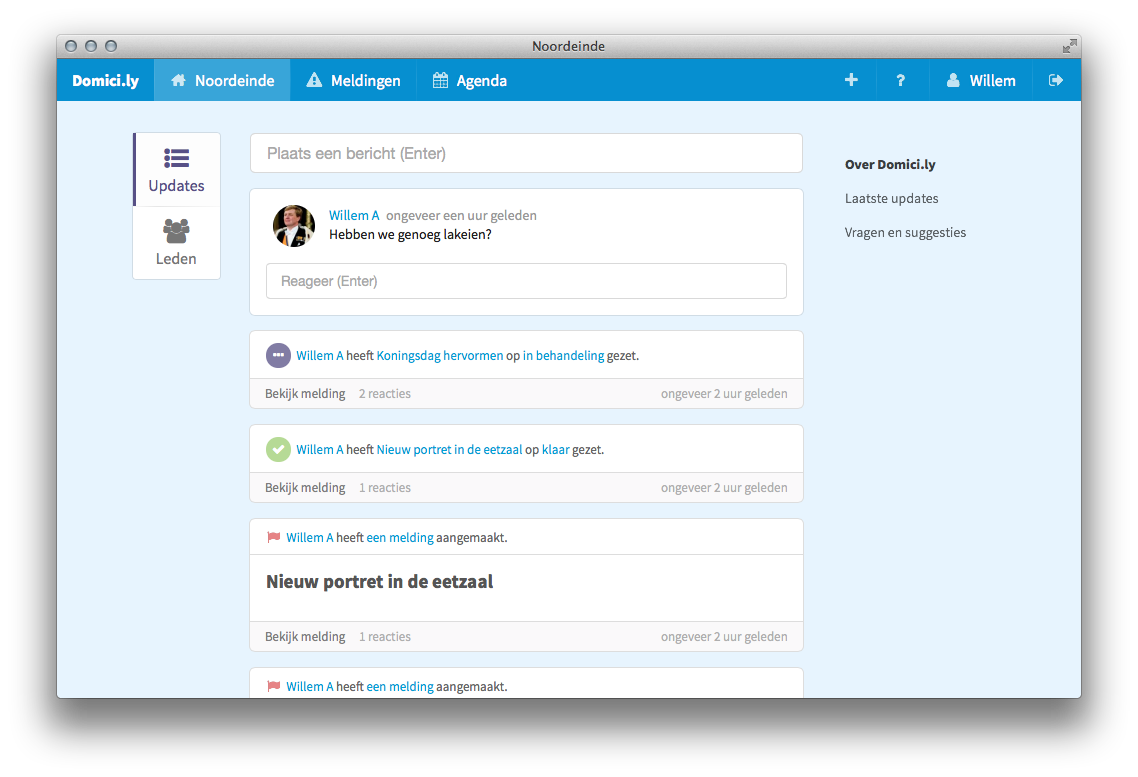 Noordeinde
Domici.ly Noordeinde Meldingen Agenda + ? Willem
Updates
Leden
Plaats een bericht (Enter)
Willem A ongeveer een uur geleden
Hebben we genoeg lakeien?
Reageer (Enter)
Willem A heeft Koningsdag hervormen op in behandeling gezet.
Bekijk melding 2 reacties ongeveer 2 uur geleden
Willem A heeft Nieuw portret in de eetzaal op klaar gezet.
Bekijk melding 1 reacties ongeveer 2 uur geleden
Willem A heeft een melding aangemaakt.
Nieuw portret in de eetzaal
Bekijk melding 1 reacties ongeveer 2 uur geleden
Willem A heeft een melding aangemaakt.
Over Domici.ly
Laatste updates
Vragen en suggesties